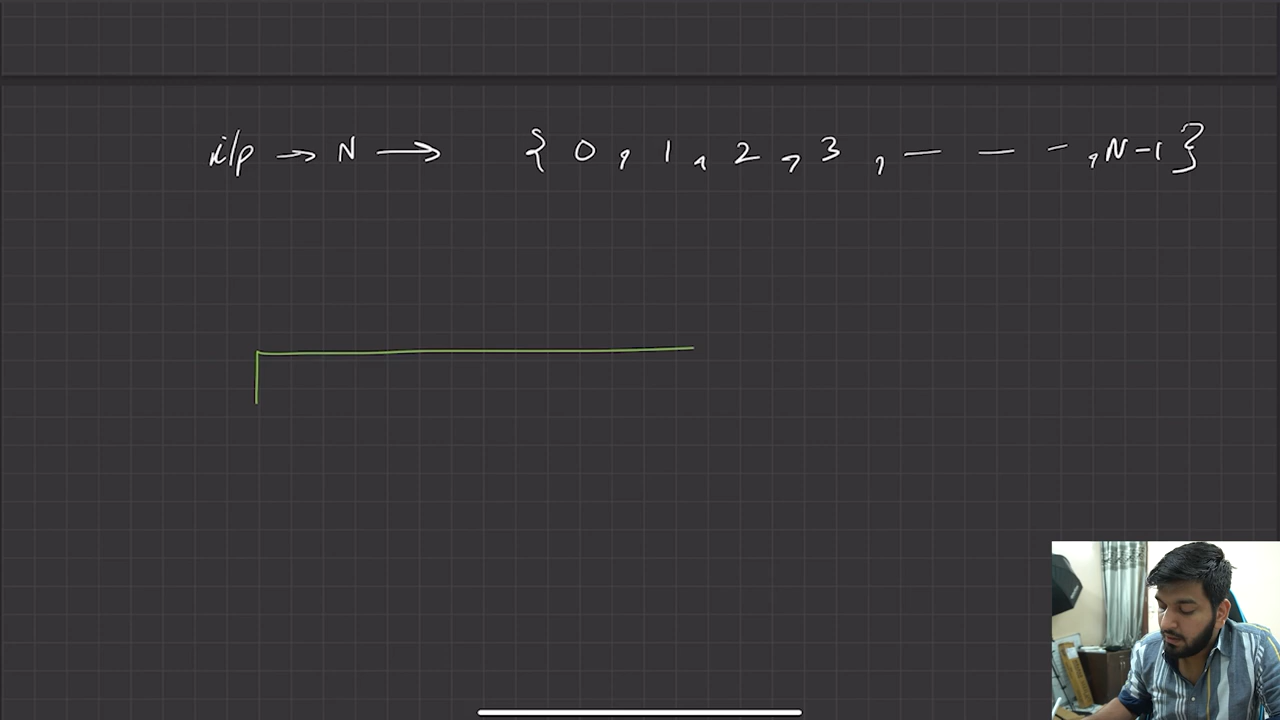 i/p → N → { 0 , 1 , 2 , 3 , — — - , N-1 }